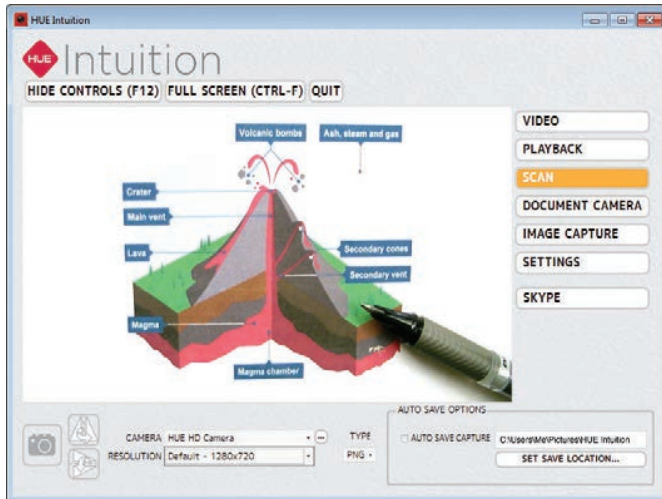 HUE Intuition
HUE Intuition
HIDE CONTROLS (F12) FULL SCREEN (CTRL-F) QUIT
Volcanic bombs
Ash, steam and gas
Crater
Main vent
Lava
Secondary cones
Secondary vent
Magma
Magma chamber
VIDEO
PLAYBACK
SCAN
DOCUMENT CAMERA
IMAGE CAPTURE
SETTINGS
SKYPE
CAMERA HUE HD Camera
RESOLUTION Default - 1280x720
TYPE
PNG
AUTO SAVE OPTIONS
AUTO SAVE CAPTURE C:\Users\Me\Pictures\HUE Intuition
SET SAVE LOCATION...